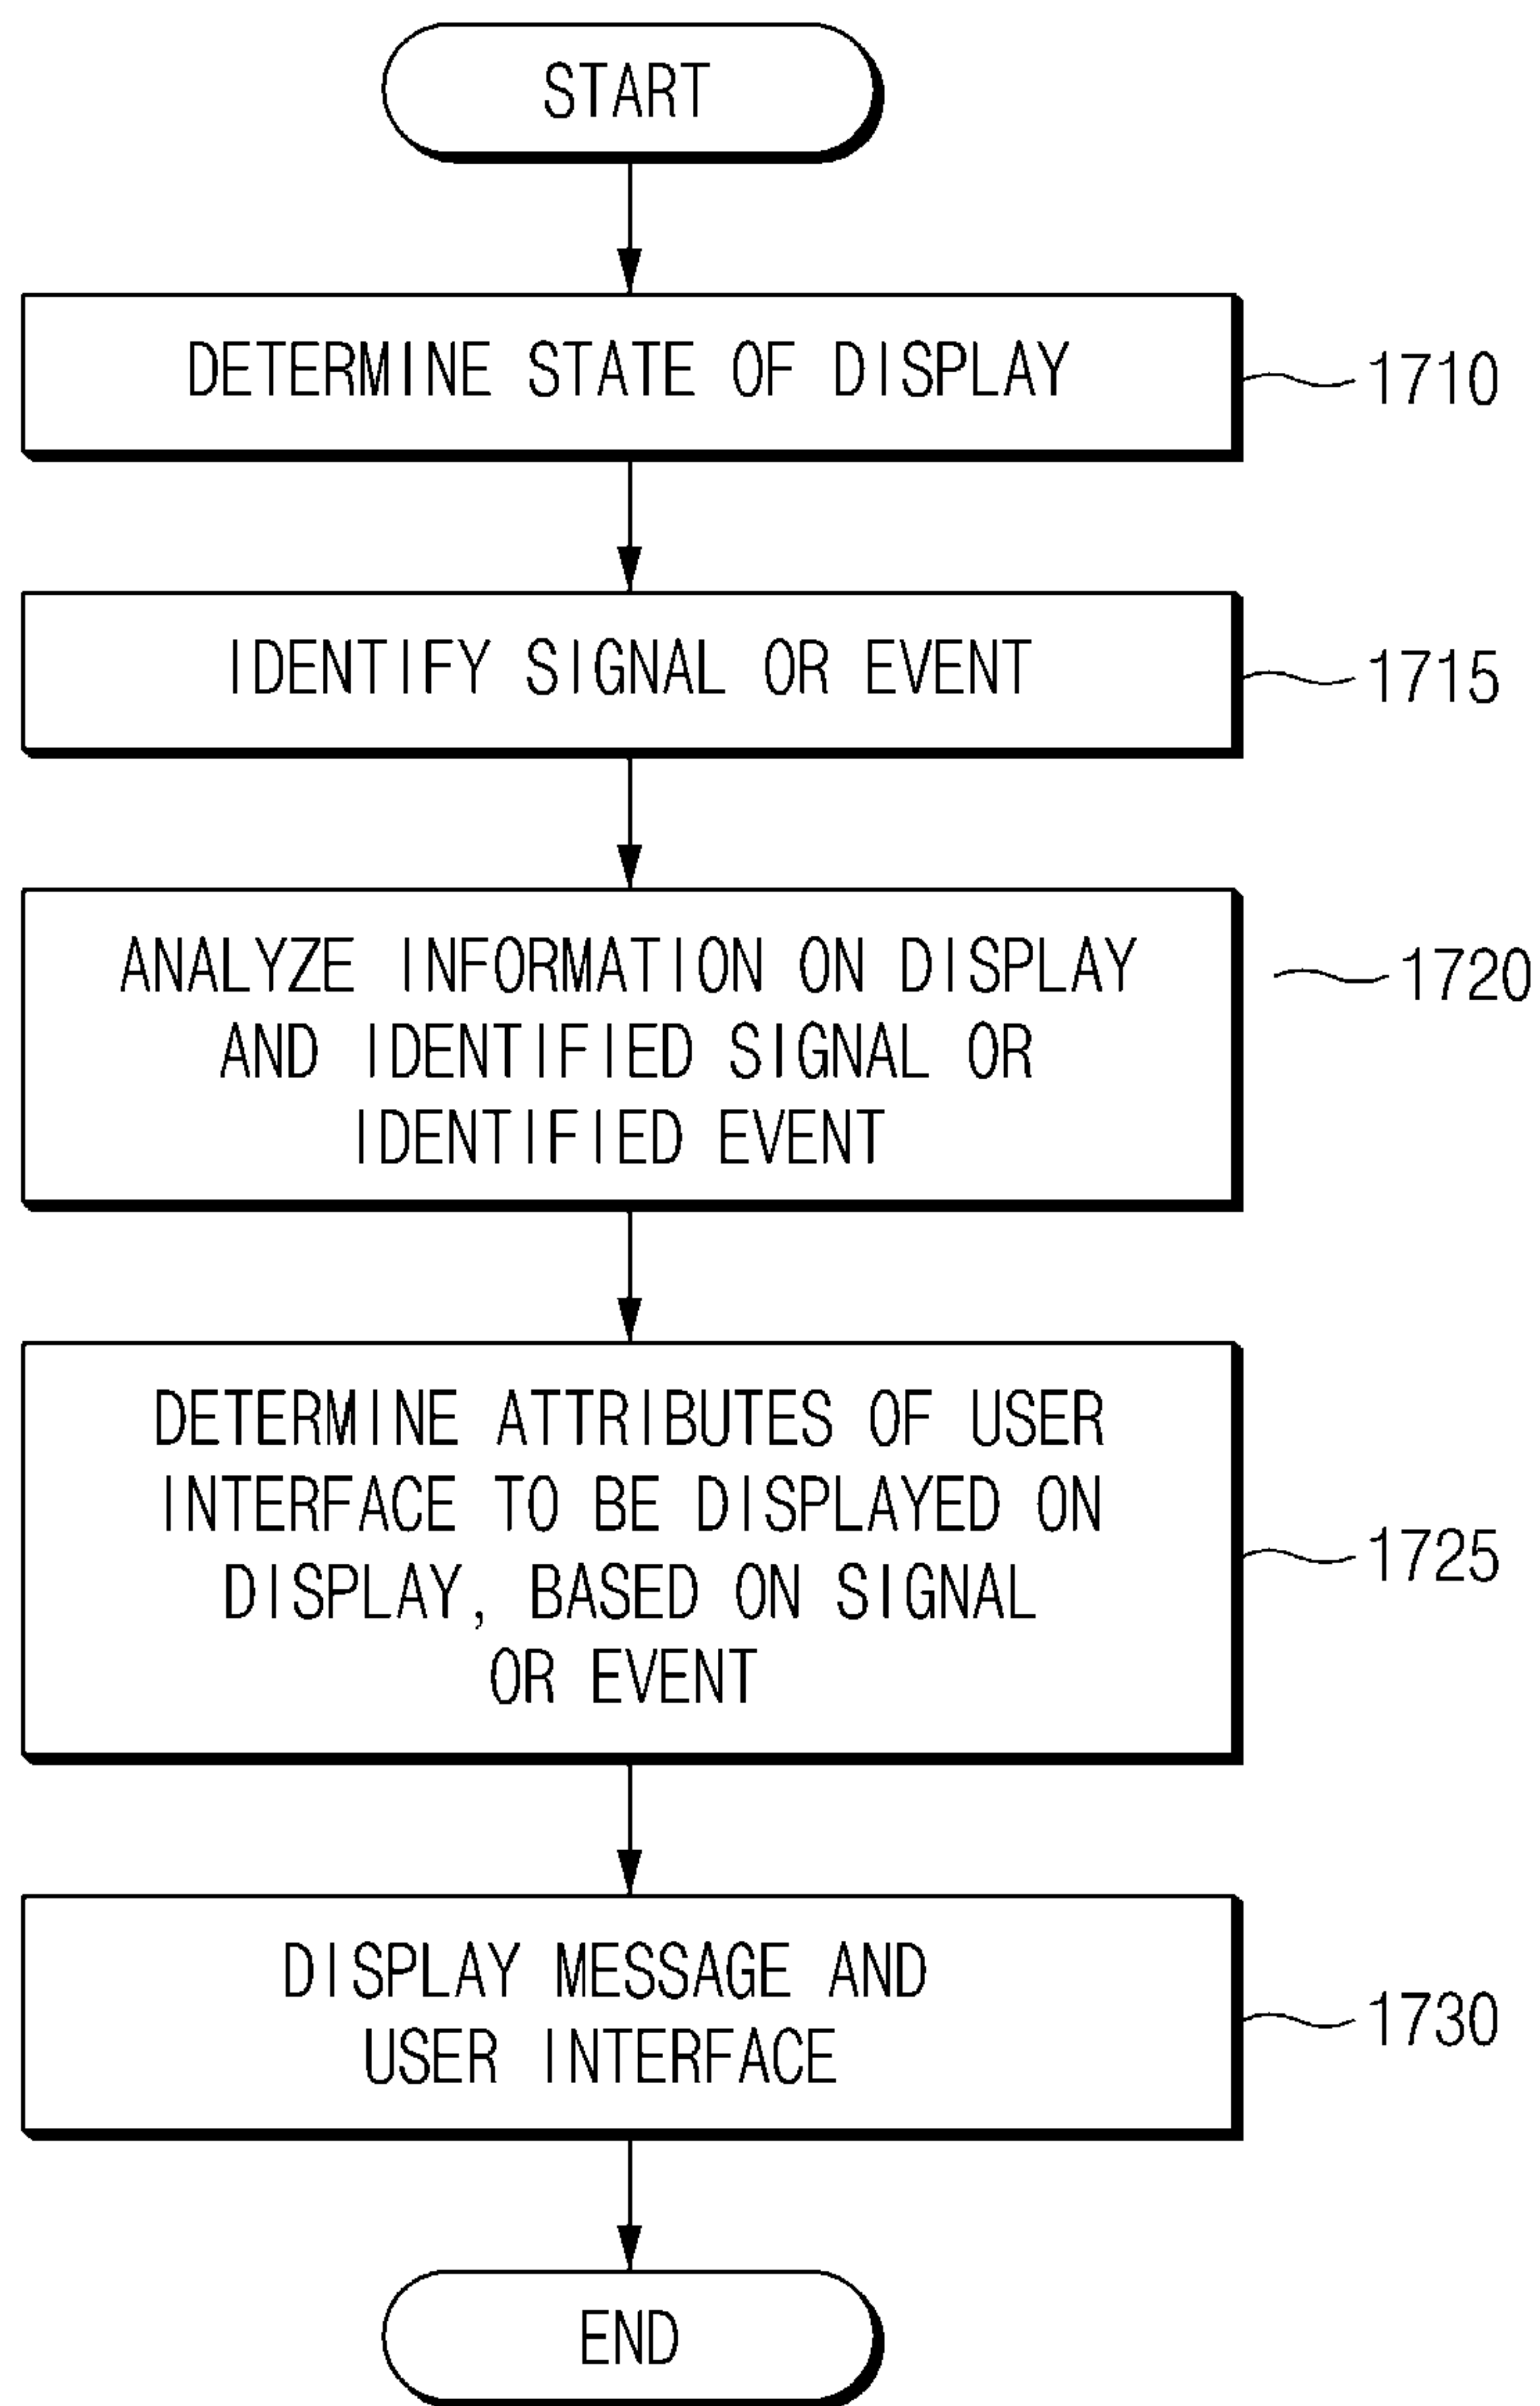 START
DETERMINE STATE OF DISPLAY
1710
IDENTIFY SIGNAL OR EVENT
1715
ANALYZE INFORMATION ON DISPLAY
AND IDENTIFIED SIGNAL OR
IDENTIFIED EVENT
1720
DETERMINE ATTRIBUTES OF USER
INTERFACE TO BE DISPLAYED ON
DISPLAY, BASED ON SIGNAL
OR EVENT
1725
DISPLAY MESSAGE AND
USER INTERFACE
1730
END